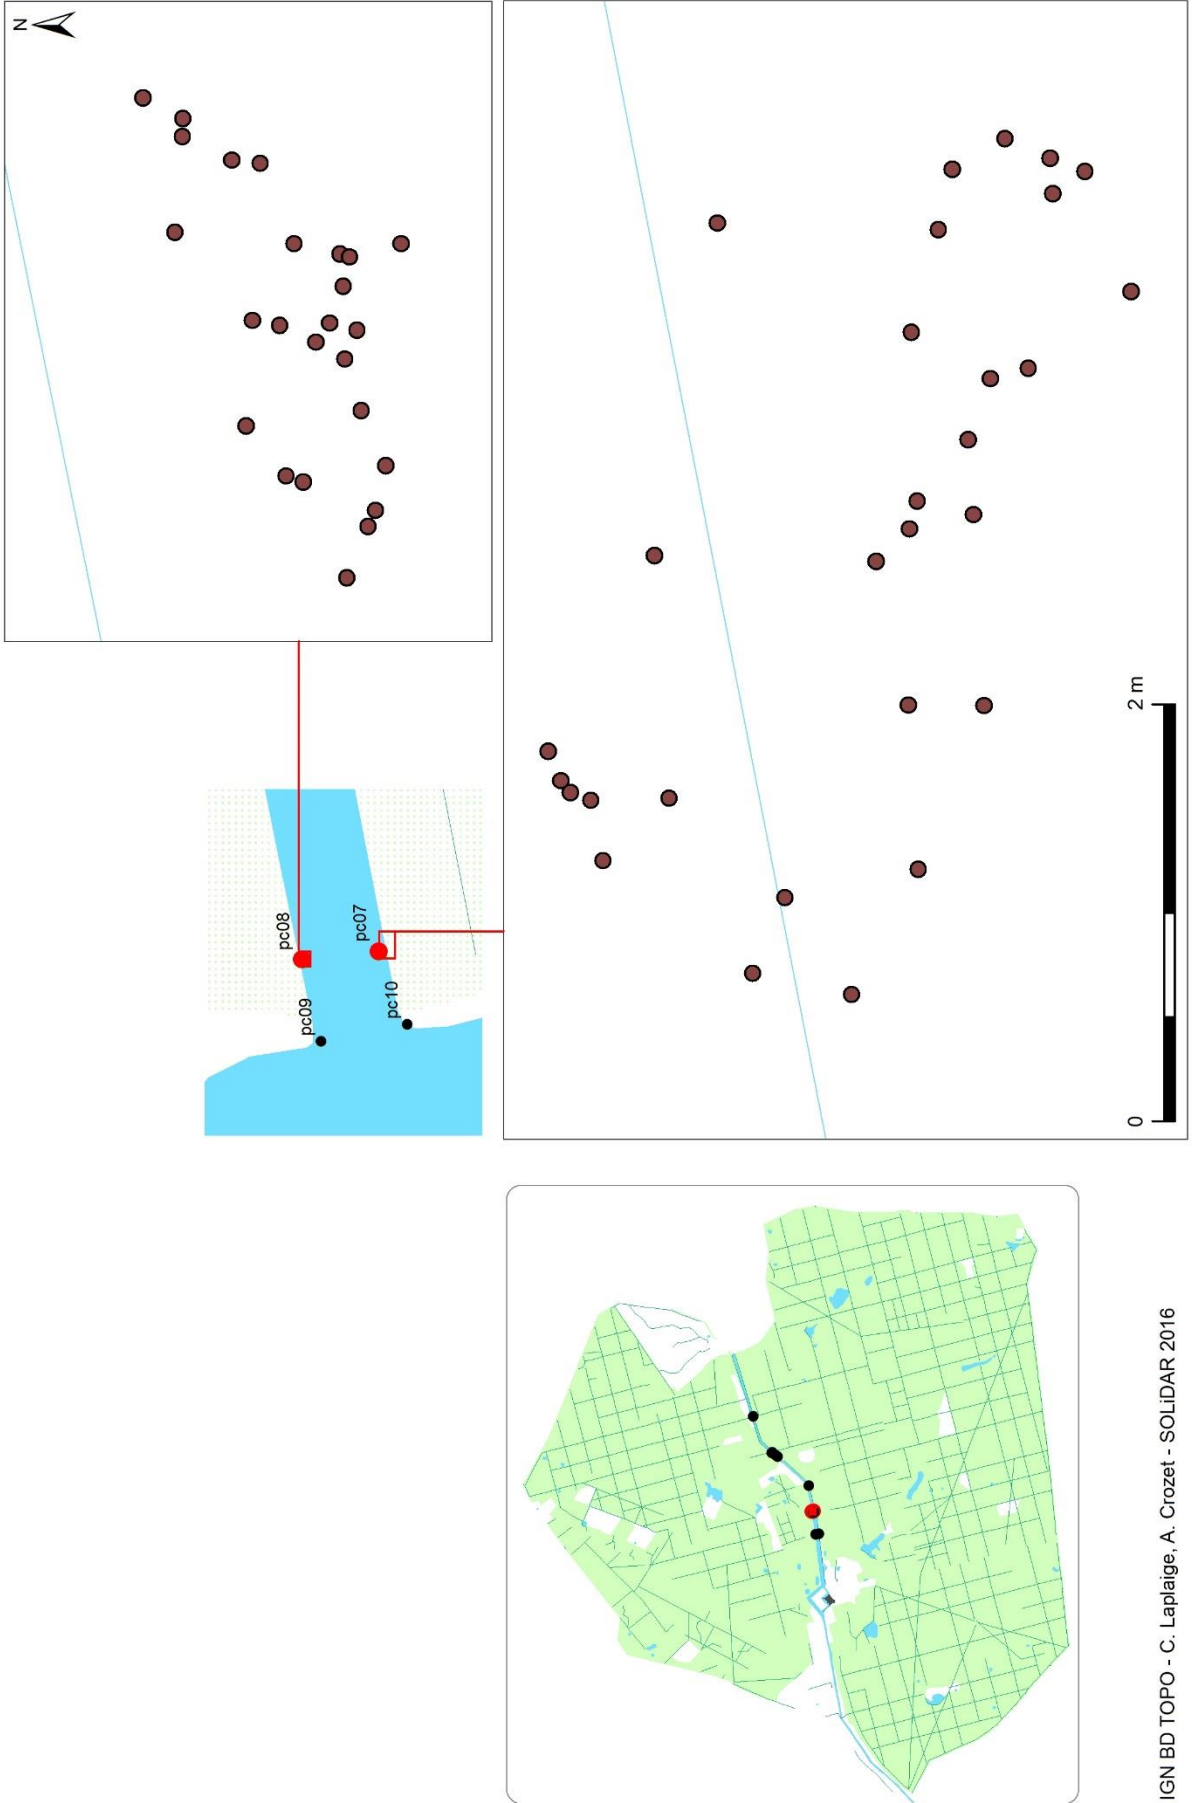 N
pc08
pc09
pc07
pc10
0
2 m
IGN BD TOPO - C. Laplaige, A. Crozet - SOLiDAR 2016